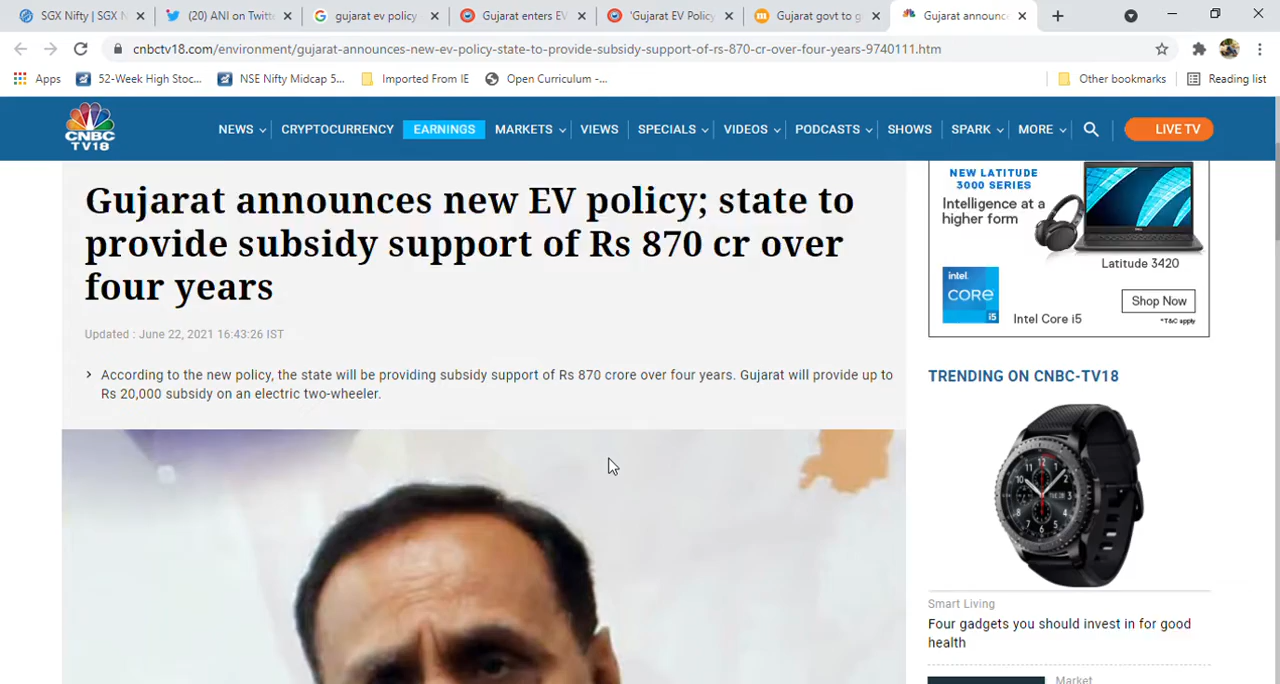 SGX Nifty | SGX N
(20) ANI on Twitte
gujarat ev policy -
Gujarat enters EV
'Gujarat EV Policy
Gujarat govt to g
Gujarat announc
cnbctv18.com/environment/gujarat-announces-new-ev-policy-state-to-provide-subsidy-support-of-rs-870-cr-over-four-years-9740111.htm
Apps
52-Week High Stoc...
NSE Nifty Midcap 5...
Imported From IE
Open Curriculum -...
Other bookmarks
Reading list
CNBC
TV18
NEWS
CRYPTOCURRENCY
EARNINGS
MARKETS
VIEWS
SPECIALS
VIDEOS
PODCASTS
SHOWS
SPARK
MORE
LIVE TV
Gujarat announces new EV policy; state to
provide subsidy support of Rs 870 cr over
four years
Updated : June 22, 2021 16:43:26 IST
According to the new policy, the state will be providing subsidy support of Rs 870 crore over four years. Gujarat will provide up to
Rs 20,000 subsidy on an electric two-wheeler.
NEW LATITUDE
3000 SERIES
Intelligence at a
higher form
Latitude 3420
intel.
CORE
i5
Intel Core i5
Shop Now
*T&C apply
TRENDING ON CNBC-TV18
Smart Living
Four gadgets you should invest in for good
health
Market